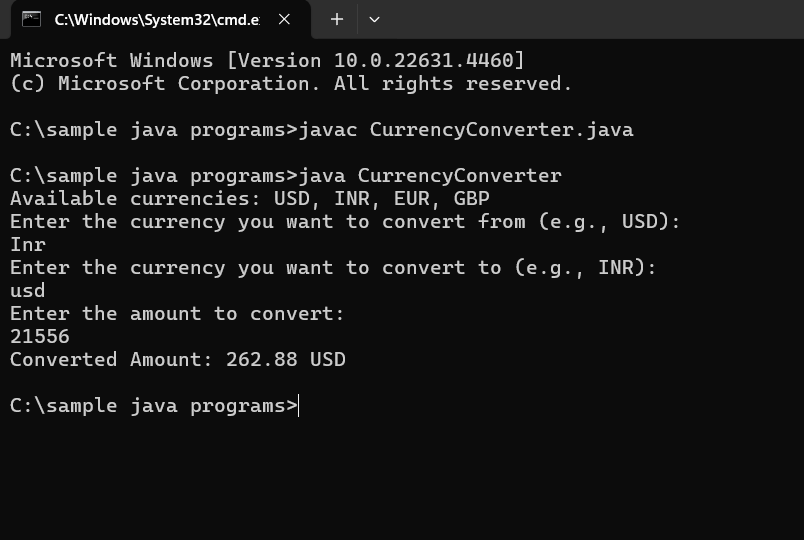 C:\Windows\System32\cmd.e
Microsoft Windows [Version 10.0.22631.4460]
(c) Microsoft Corporation. All rights reserved.
C:\sample java programs>javac CurrencyConverter.java
C:\sample java programs>java CurrencyConverter
Available currencies: USD, INR, EUR, GBP
Enter the currency you want to convert from (e.g., USD):
Inr
Enter the currency you want to convert to (e.g., INR):
usd
Enter the amount to convert:
21556
Converted Amount: 262.88 USD
C:\sample java programs>